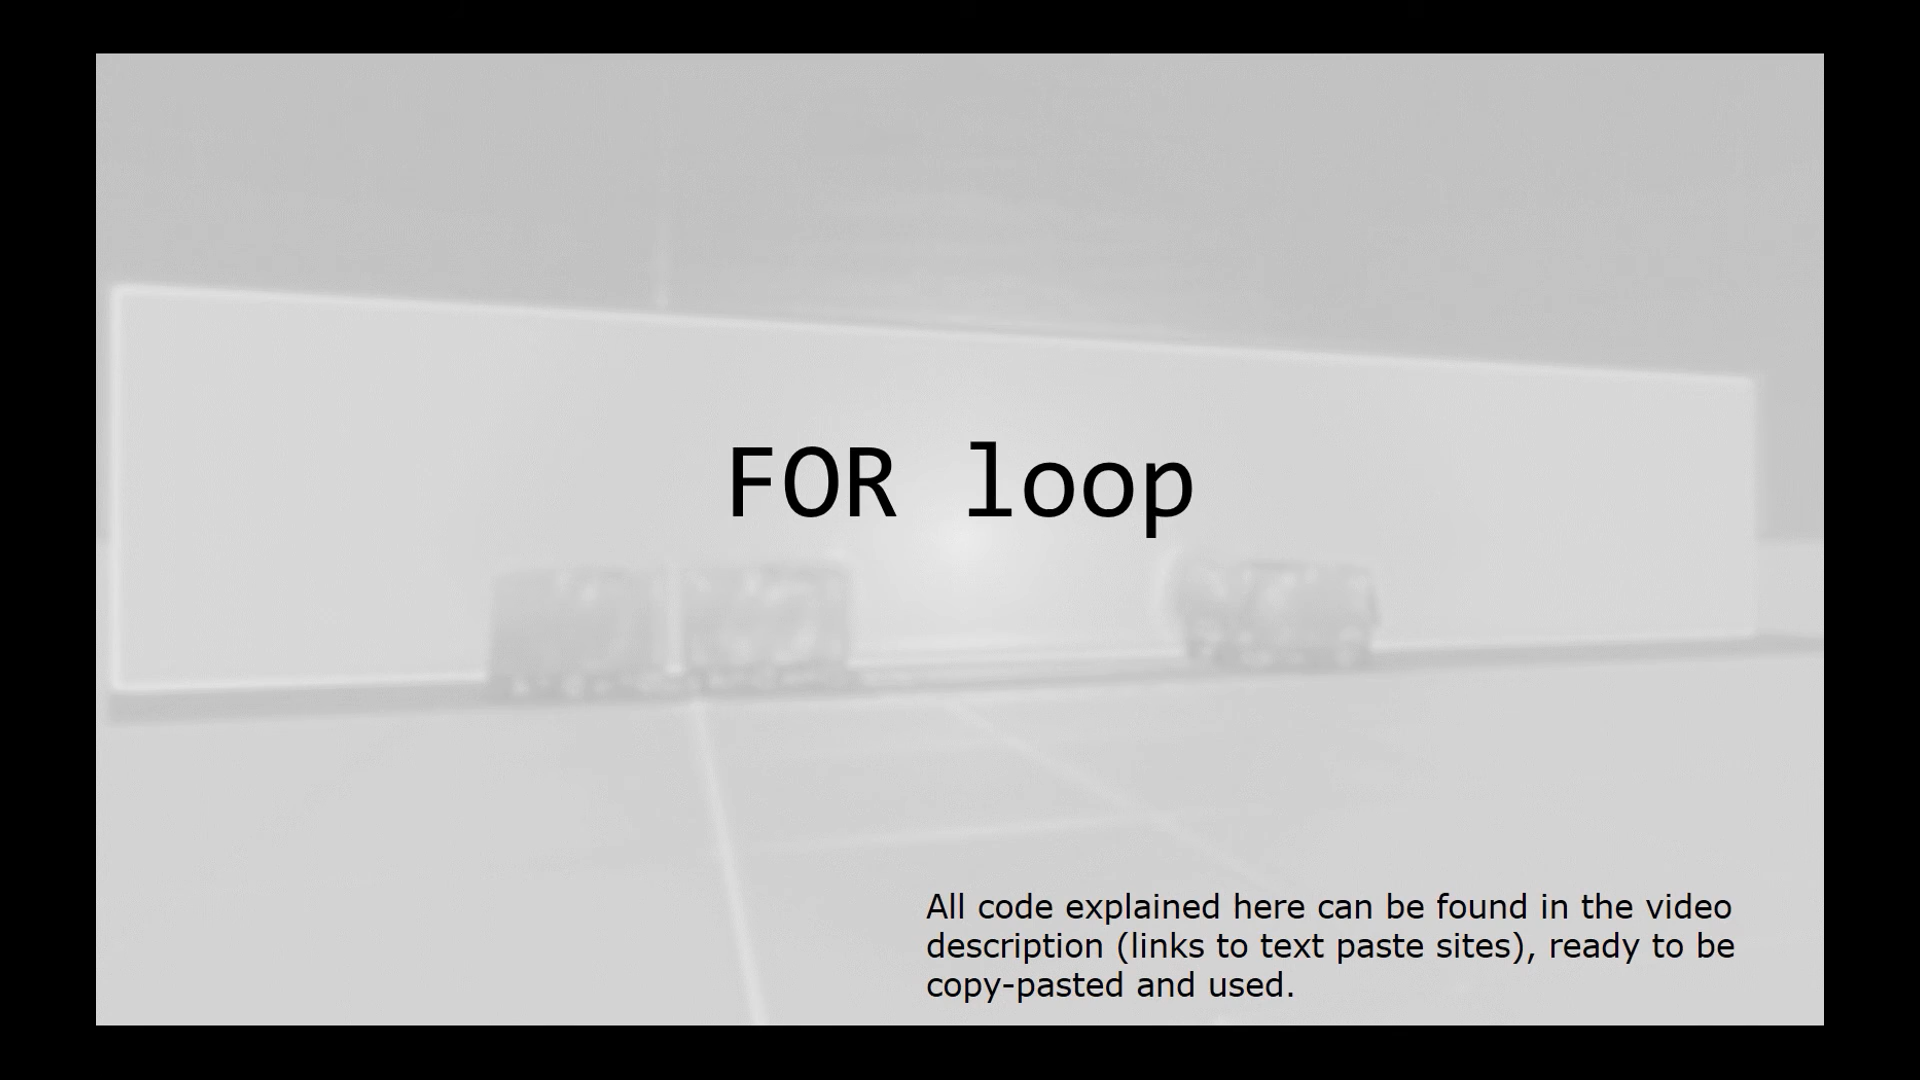 FOR loop
All code explained here can be found in the video
description (links to text paste sites), ready to be
copy-pasted and used.